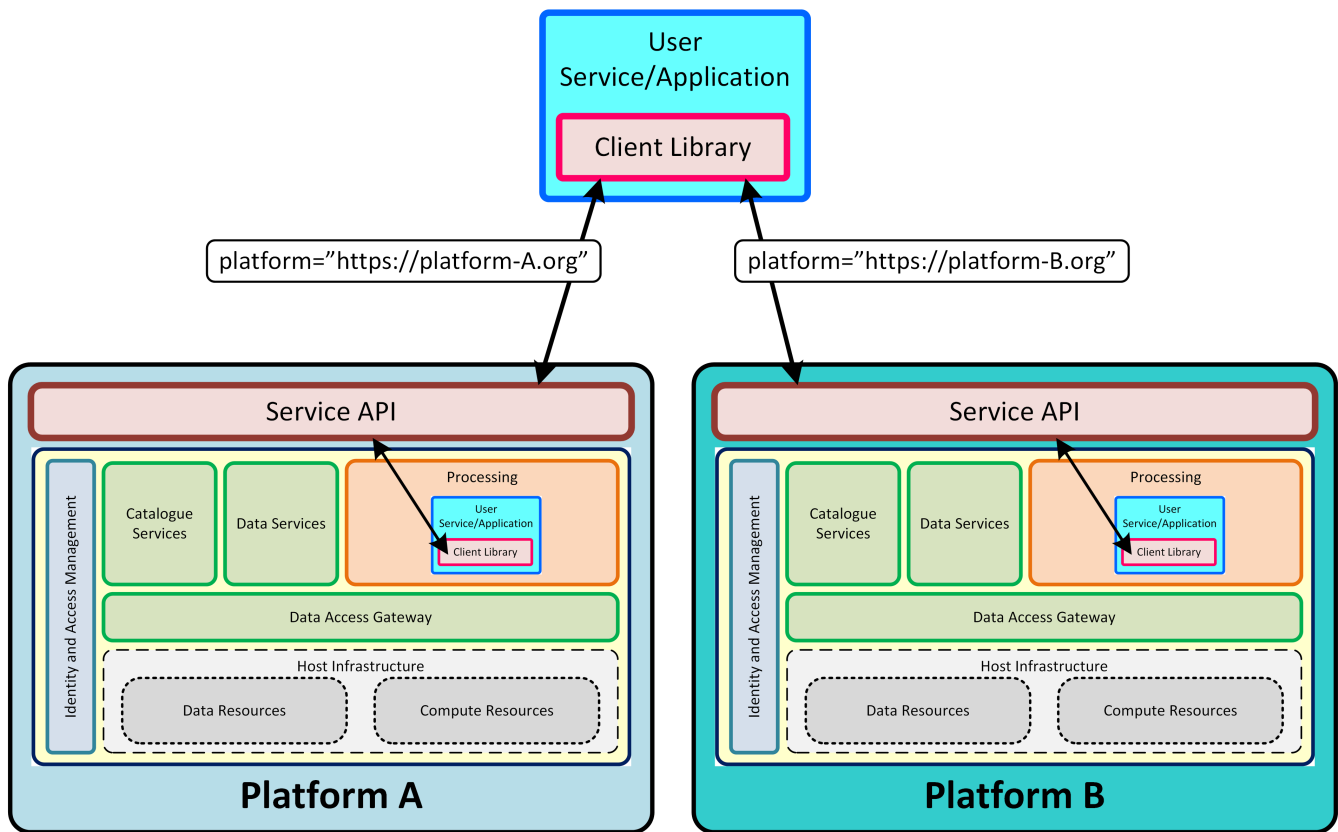 User
Service/Application
Client Library
platform=”https://platform-A.org”
platform=”https://platform-B.org”
Service API
Identity and Access Management
Catalogue
Services
Data Services
Processing
User
Service/Application
Client Library
Data Access Gateway
Host Infrastructure
Data Resources
Compute Resources
Platform A
Service API
Identity and Access Management
Catalogue
Services
Data Services
Processing
User
Service/Application
Client Library
Data Access Gateway
Host Infrastructure
Data Resources
Compute Resources
Platform B